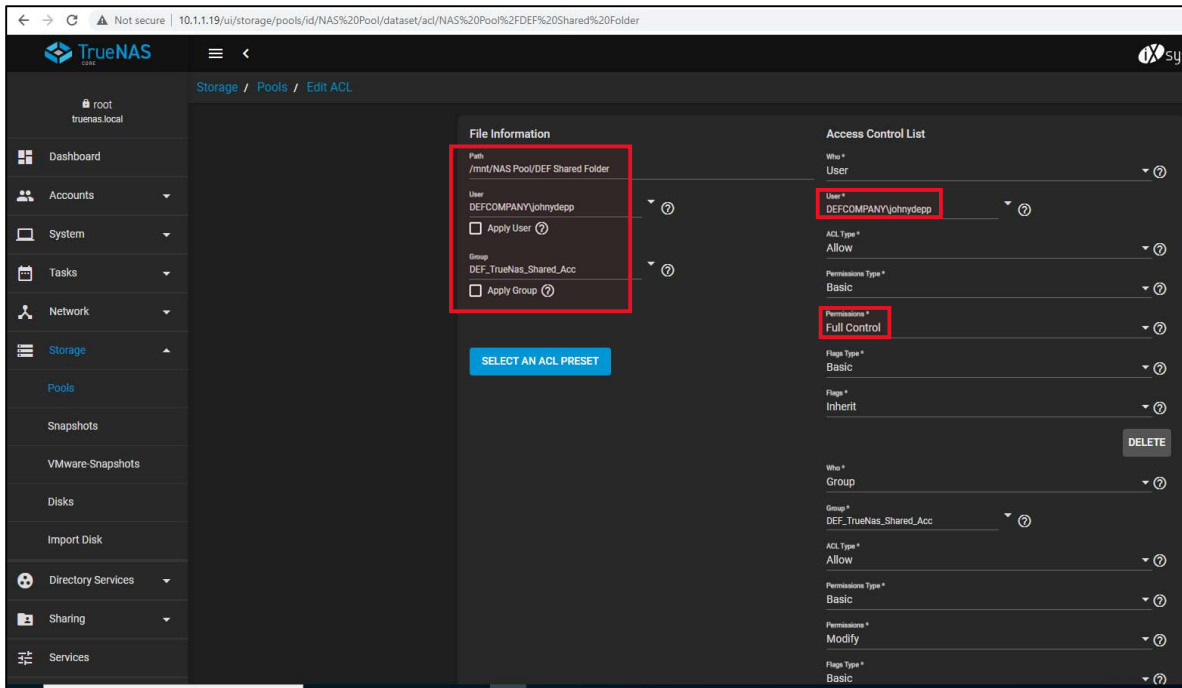 Not secure | 10.1.1.19/ui/storage/pools/id/NAS%20Pool/dataset/acl/NAS%20Pool%2FDEF%20Shared%20Folder
TrueNAS
CORE
iX sy
root
truenas.local
Dashboard
Accounts
System
Tasks
Network
Storage
Pools
Snapshots
VMware-Snapshots
Disks
Import Disk
Directory Services
Sharing
Services
Storage / Pools / Edit ACL
File Information
Path
/mnt/NAS Pool/DEF Shared Folder
User
DEFCOMPANY\johnydepp
Apply User
Group
DEF_TrueNas_Shared_Acc
Apply Group
SELECT AN ACL PRESET
Access Control List
Who *
User
User *
DEFCOMPANY\johnydepp
ACL Type *
Allow
Permissions Type *
Basic
Permissions *
Full Control
Flags Type *
Basic
Flags *
Inherit
DELETE
Who *
Group
Group *
DEF_TrueNas_Shared_Acc
ACL Type *
Allow
Permissions Type *
Basic
Permissions *
Modify
Flags Type *
Basic